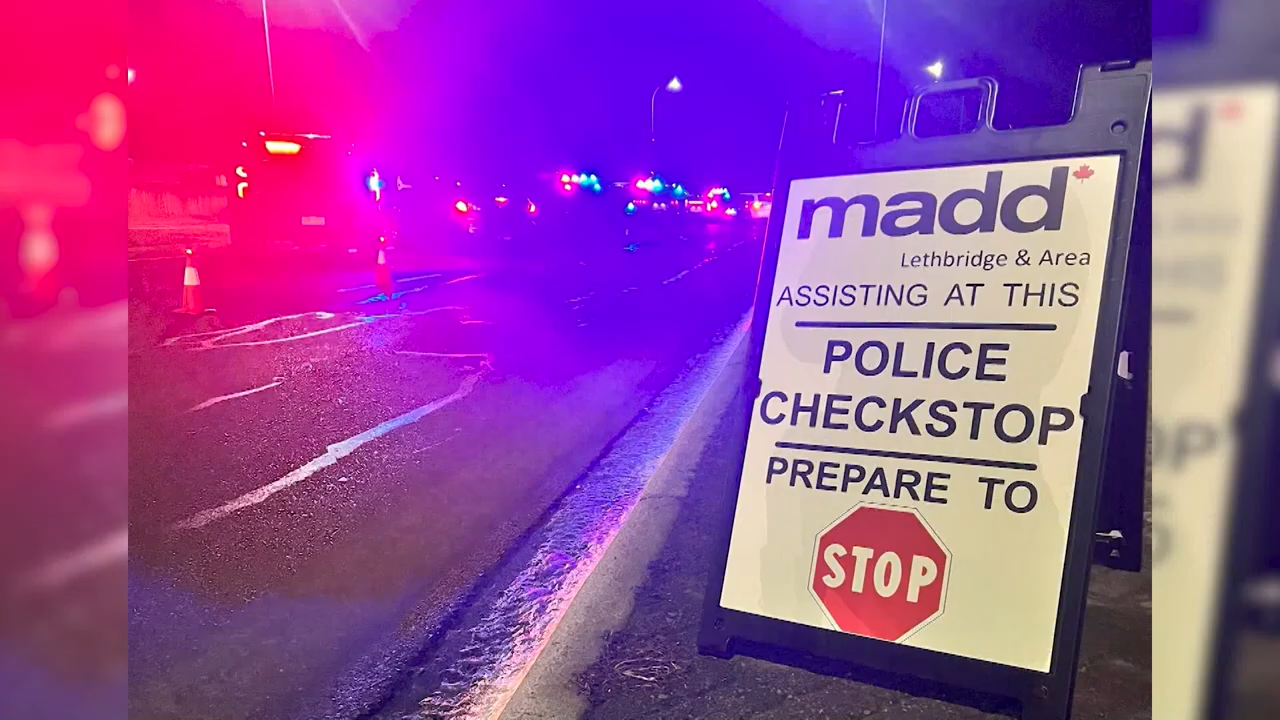 madd
Lethbridge & Area
ASSISTING AT THIS
POLICE
CHECKSTOP
PREPARE TO
STOP